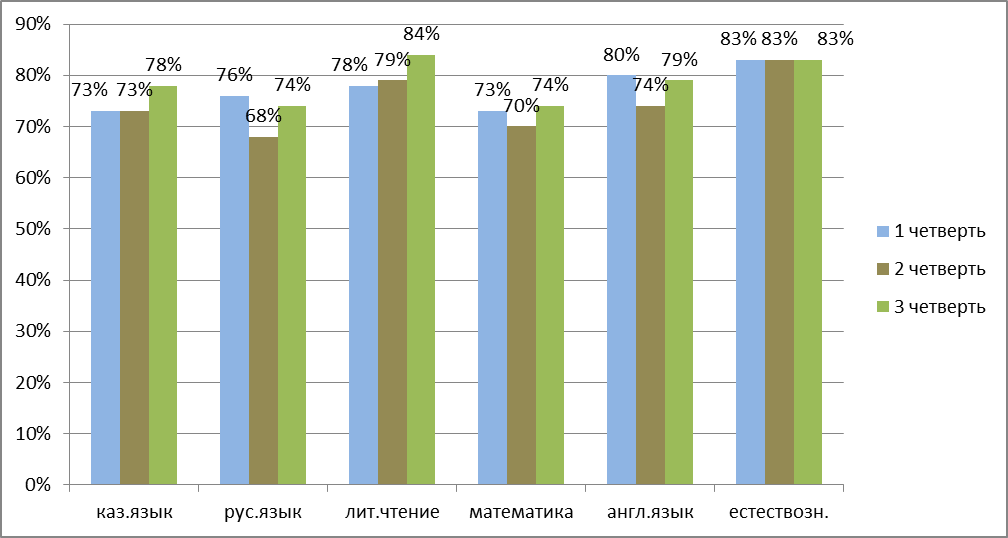 90%
80%
70%
60%
50%
40%
30%
20%
10%
0%
73% 73% 78%
76% 68% 74%
78% 79% 84%
73% 70% 74%
80% 74% 79%
83% 83% 83%
каз.язык рус.язык лит.чтение математика англ.язык естествозн.
1 четверть
2 четверть
3 четверть